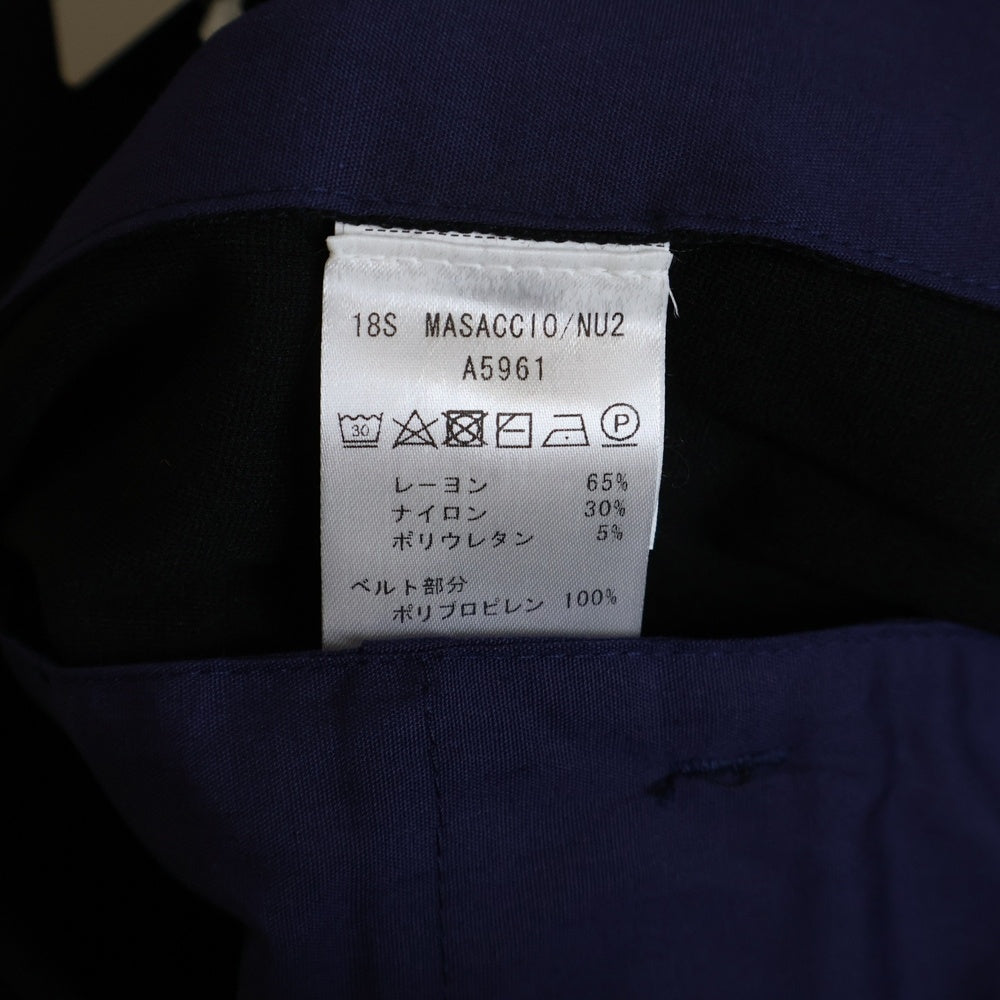 18S MASACCIO/NU2
A5961
30 P
レーヨン 65%
ナイロン 30%
ポリウレタン 5%
ベルト部分
ポリプロピレン 100%